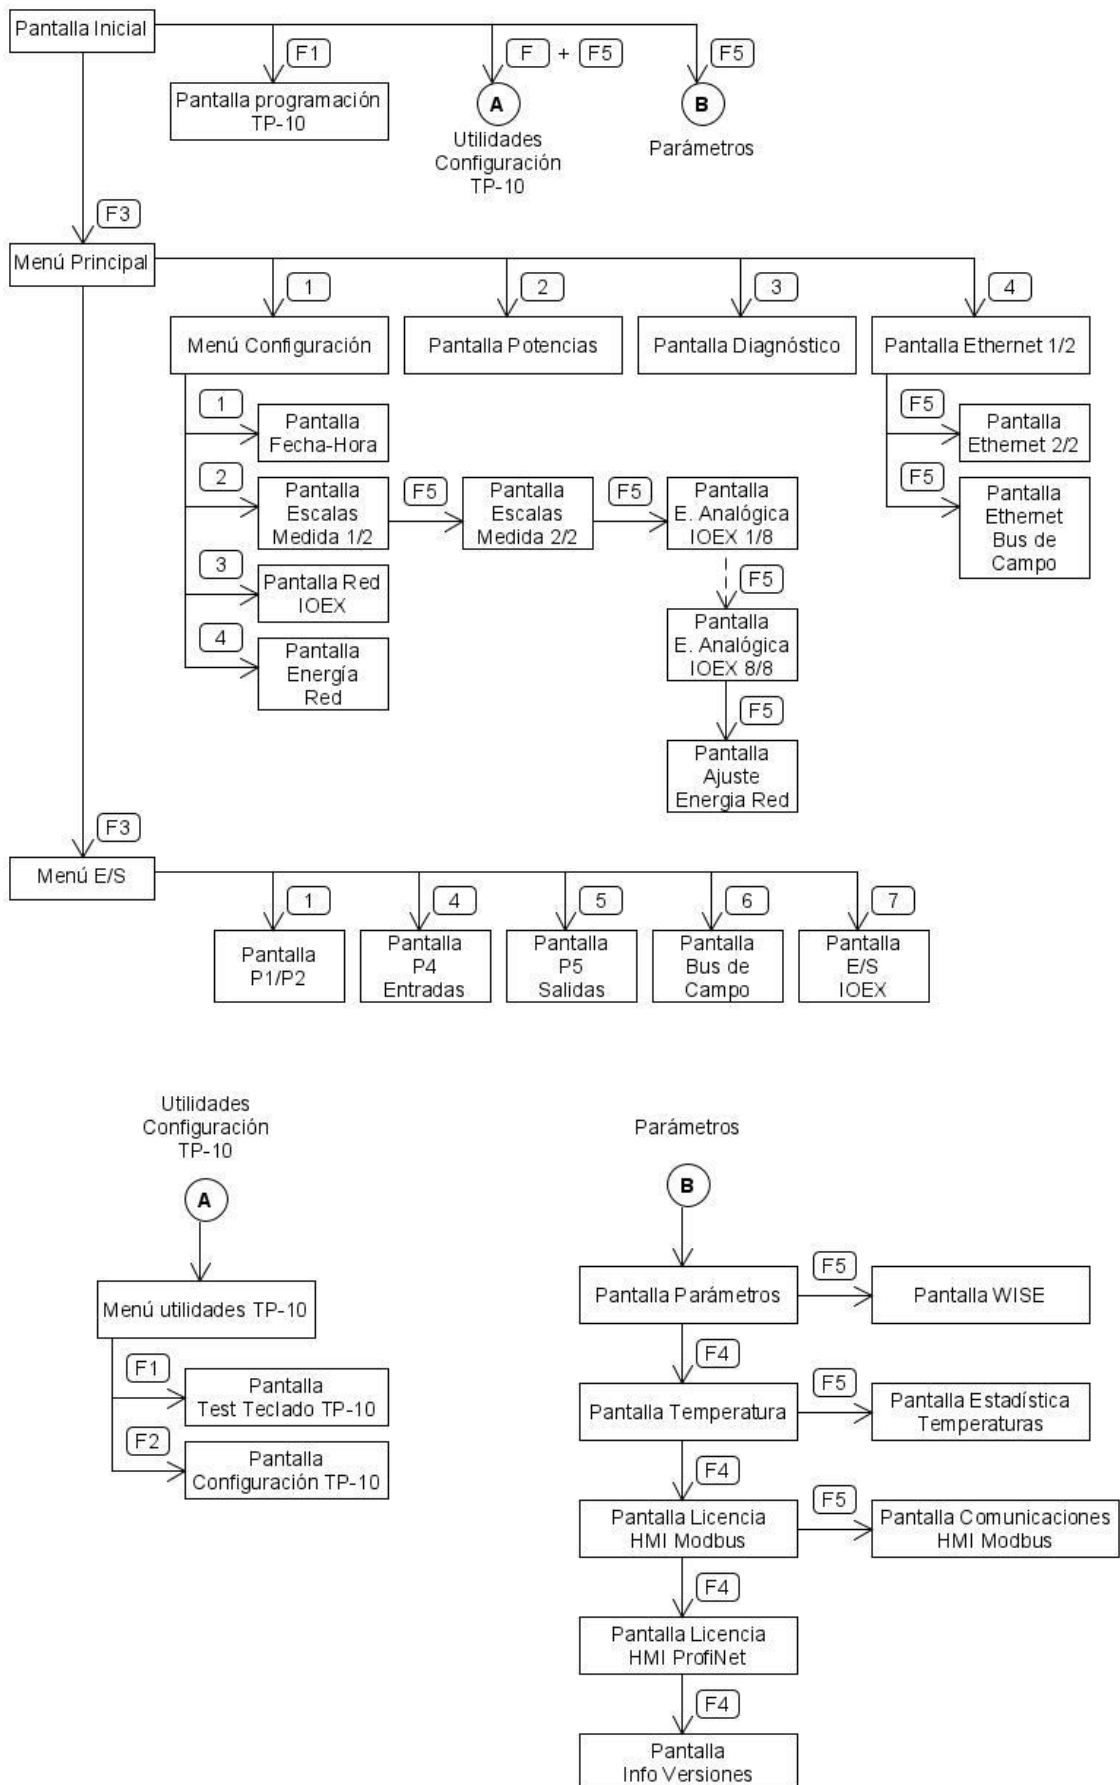 Pantalla Inicial
F1
F + F5
F5
Pantalla programación
TP-10
A
B
Utilidades
Configuración
TP-10
Parámetros
F3
Menú Principal
1
2
3
4
Menú Configuración
Pantalla Potencias
Pantalla Diagnóstico
Pantalla Ethernet 1/2
1
Pantalla
Fecha-Hora
F5
Pantalla
Ethernet 2/2
2
Pantalla
Escalas
Medida 1/2
F5
Pantalla
Escalas
Medida 2/2
F5
Pantalla
E. Analógica
IOEX 1/8
F5
Pantalla
Ethernet
Bus de
Campo
3
Pantalla Red
IOEX
F5
4
Pantalla
Energía
Red
Pantalla
E. Analógica
IOEX 8/8
F5
Pantalla
Ajuste
Energia Red
F3
Menú E/S
1
4
5
6
7
Pantalla
P1/P2
Pantalla
P4
Entradas
Pantalla
P5
Salidas
Pantalla
Bus de
Campo
Pantalla
E/S
IOEX
Utilidades
Configuración
TP-10
A
Menú utilidades TP-10
F1
Pantalla
Test Teclado TP-10
F2
Pantalla
Configuración TP-10
Parámetros
B
Pantalla Parámetros
F5
Pantalla WISE
F4
Pantalla Temperatura
F5
Pantalla Estadística
Temperaturas
F4
Pantalla Licencia
HMI Modbus
F5
Pantalla Comunicaciones
HMI Modbus
F4
Pantalla Licencia
HMI ProfiNet
F4
Pantalla
Info Versiones